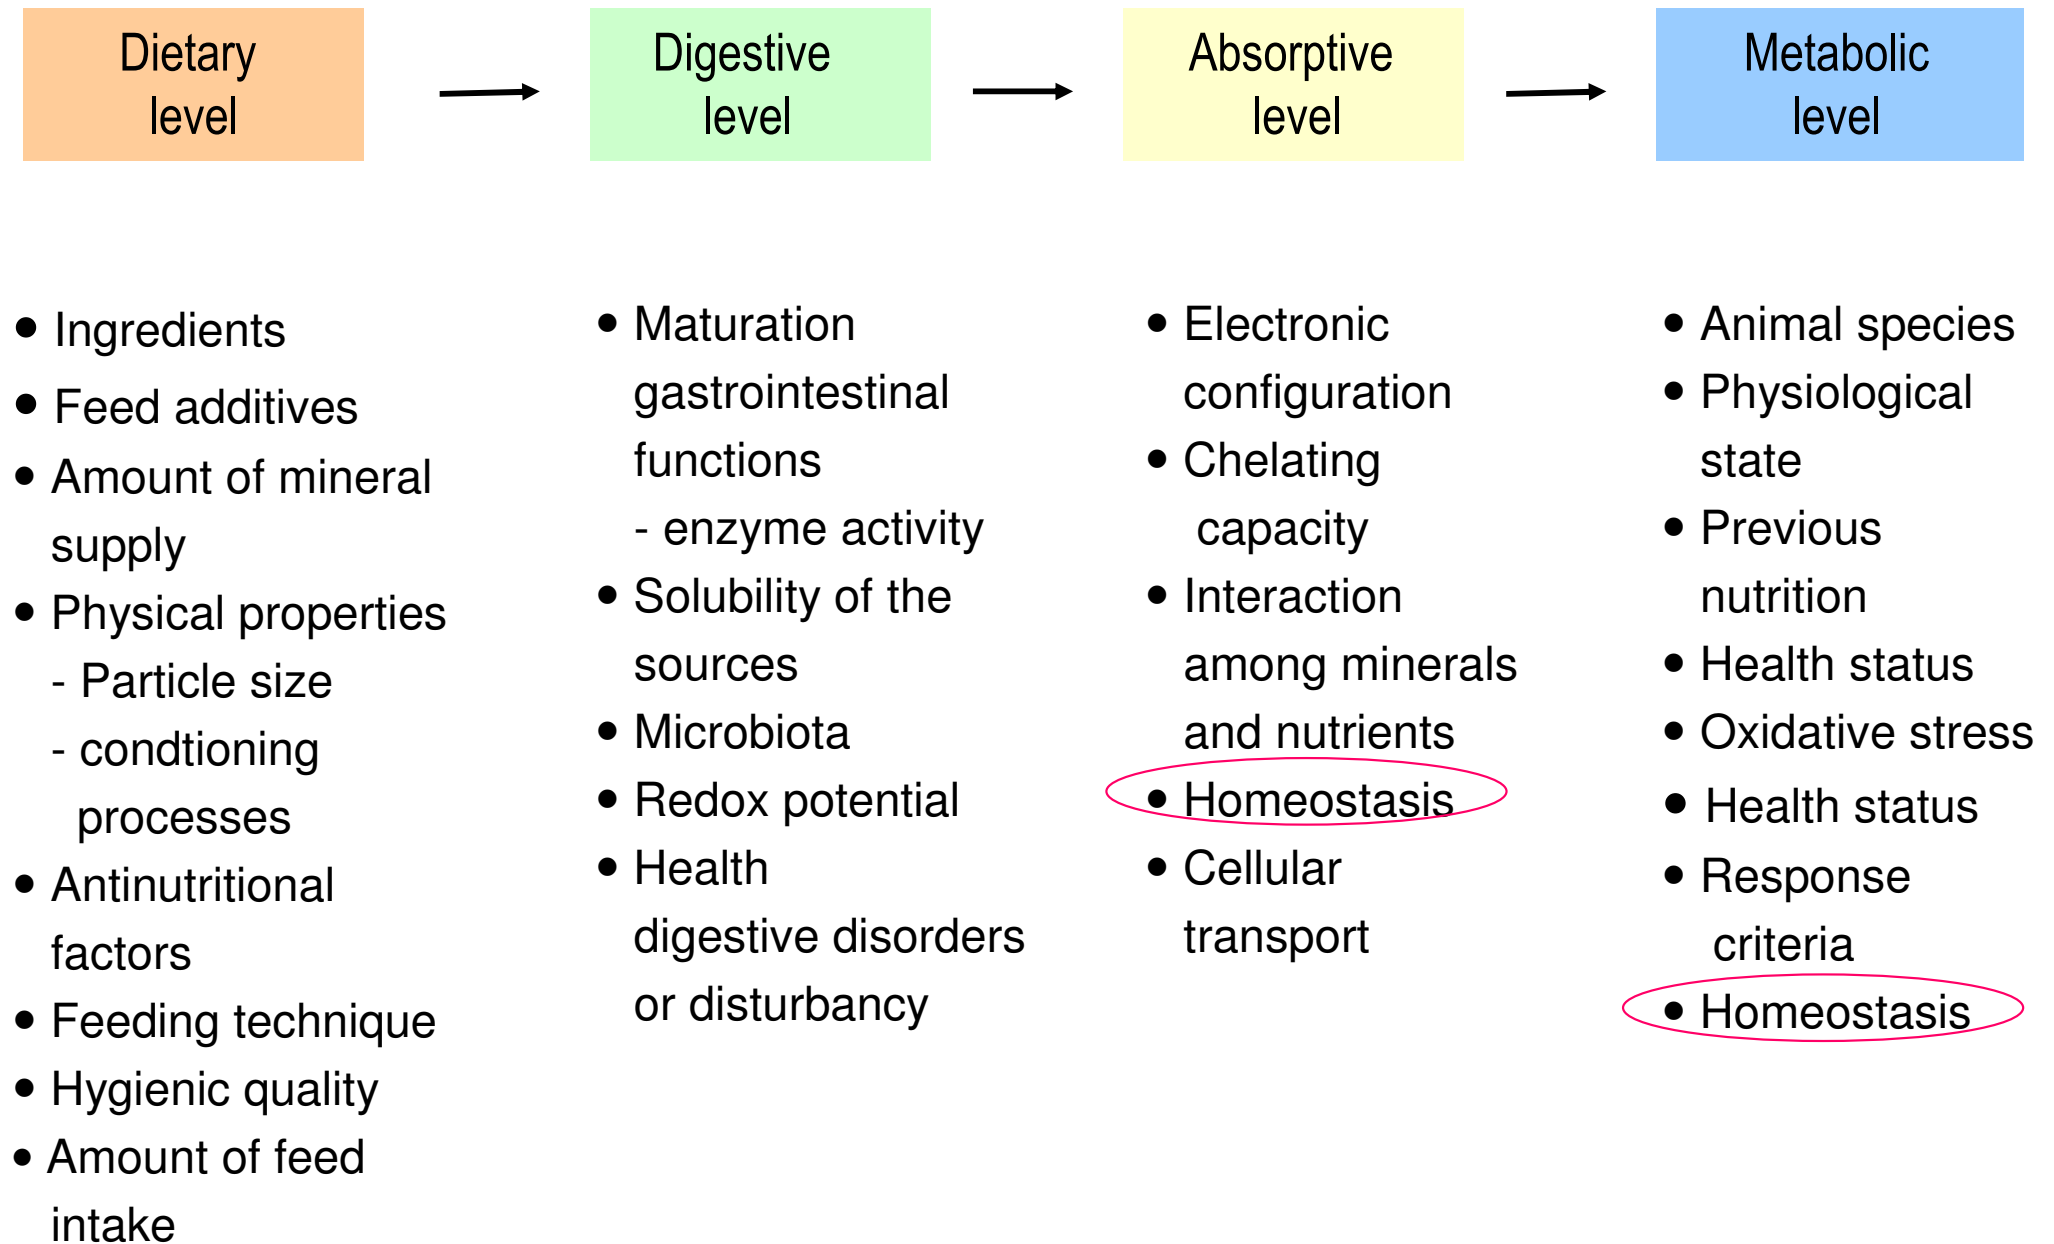 Dietary
level
Digestive
level
Absorptive
level
Metabolic
level
• Ingredients
• Feed additives
• Amount of mineral
supply
• Physical properties
- Particle size
- condtioning
processes
• Antinutritional
factors
• Feeding technique
• Hygienic quality
• Amount of feed
intake
• Maturation
gastrointestinal
functions
- enzyme activity
• Solubility of the
sources
• Microbiota
• Redox potential
• Health
digestive disorders
or disturbancy
• Electronic
configuration
• Chelating
capacity
• Interaction
among minerals
and nutrients
• Homeostasis
• Cellular
transport
• Animal species
• Physiological
state
• Previous
nutrition
• Health status
• Oxidative stress
• Health status
• Response
criteria
• Homeostasis